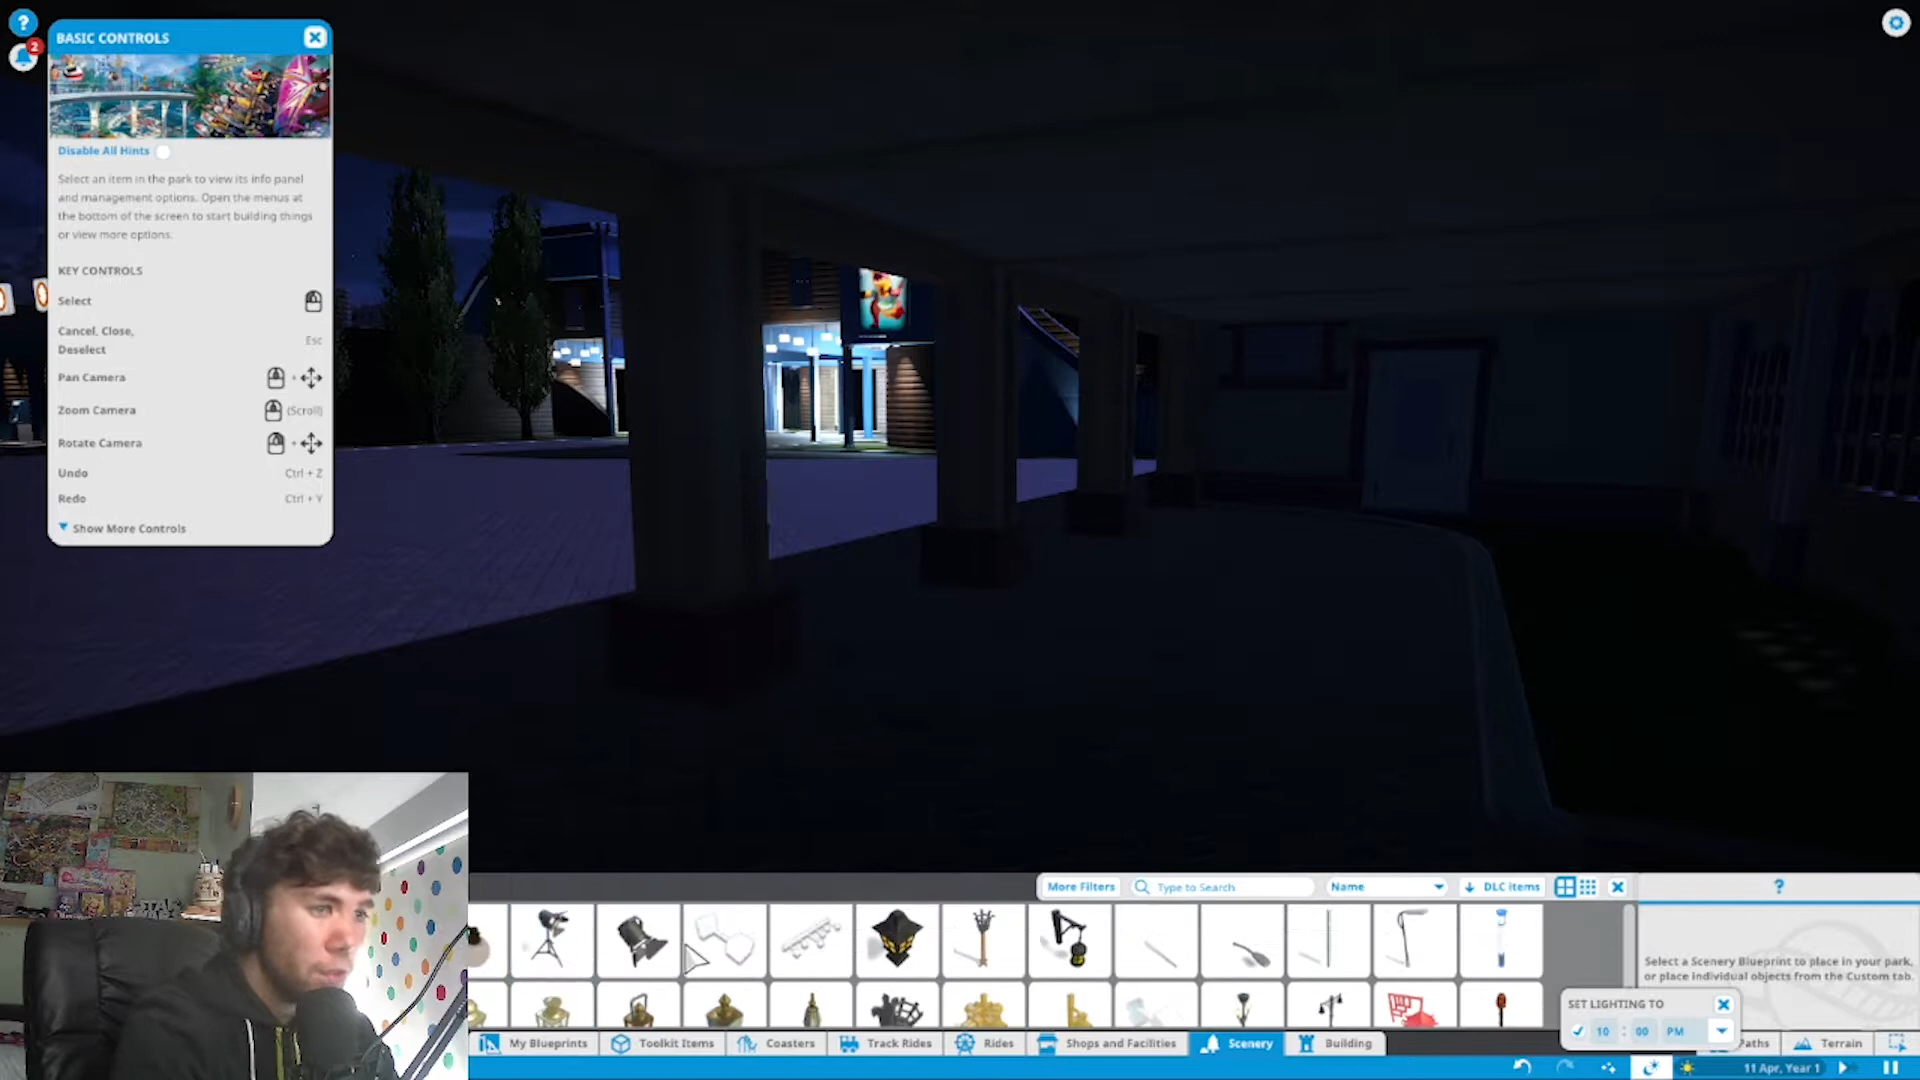 ?
2
BASIC CONTROLS
Disable All Hints
Select an item in the park to view its info panel
and management options. Open the menus at
the bottom of the screen to start building things
or view more options.
KEY CONTROLS
Select
Cancel, Close,
Deselect
Esc
Pan Camera
+
Zoom Camera
(Scroll)
Rotate Camera
+
Undo
Ctrl + Z
Redo
Ctrl + Y
Show More Controls
More Filters
Type to Search
Name
DLC items
?
Select a Scenery Blueprint to place in your park,
or place individual objects from the Custom tab.
SET LIGHTING TO
10 : 00 PM
My Blueprints
Toolkit Items
Coasters
Track Rides
Rides
Shops and Facilities
Scenery
Building
Paths
Terrain
11 Apr, Year 1
STAR